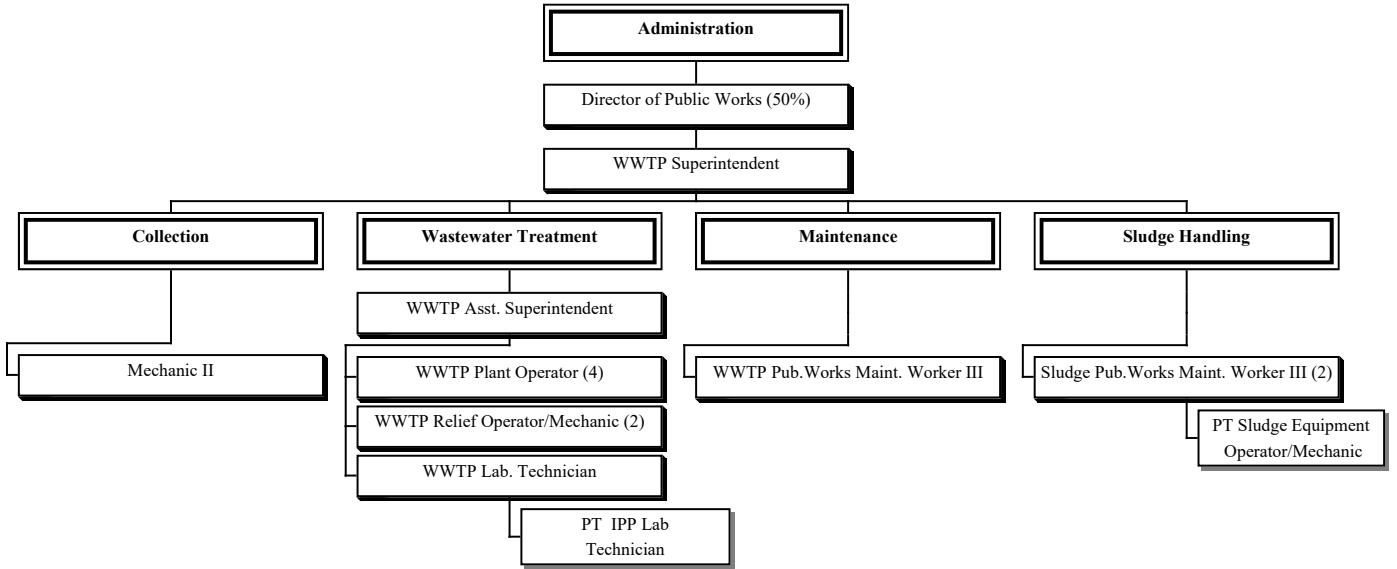 Administration
Director of Public Works (50%)
WWTP Superintendent
Collection
Wastewater Treatment
Maintenance
Sludge Handling
WWTP Asst. Superintendent
Mechanic II
WWTP Plant Operator (4)
WWTP Pub.Works Maint. Worker III
Sludge Pub.Works Maint. Worker III (2)
WWTP Relief Operator/Mechanic (2)
PT Sludge Equipment
Operator/Mechanic
WWTP Lab. Technician
PT IPP Lab
Technician